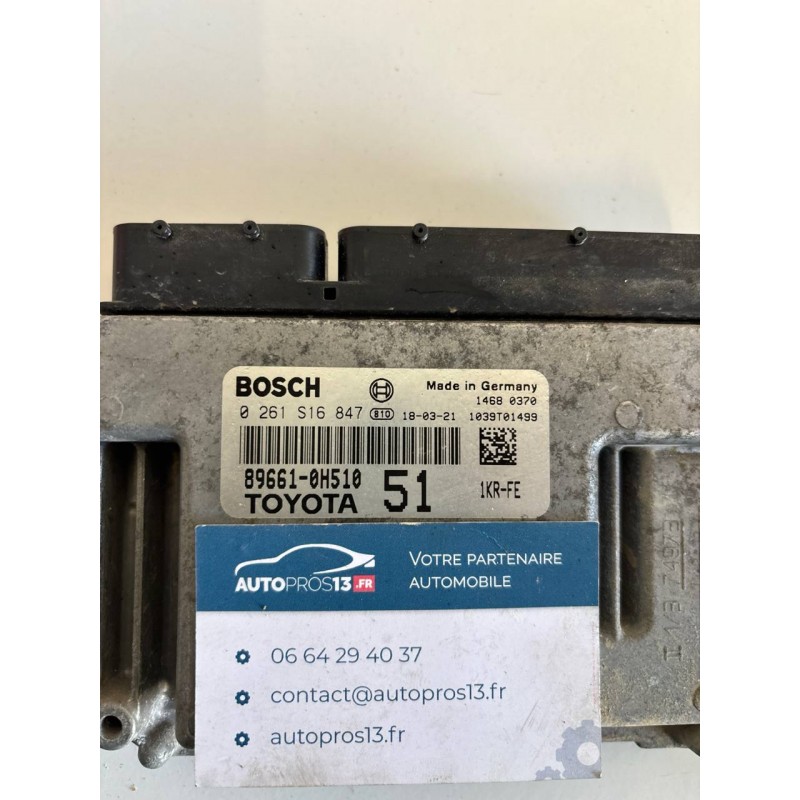 BOSCH
Made in Germany
1468 0370
0 261 S16 847 810 18-03-21 1039T01499
89661-0H510
TOYOTA 51 1KR-FE
AUTOPROS13.FR
VOTRE PARTENAIRE
AUTOMOBILE
06 64 29 40 37
contact@autopros13.fr
autopros13.fr